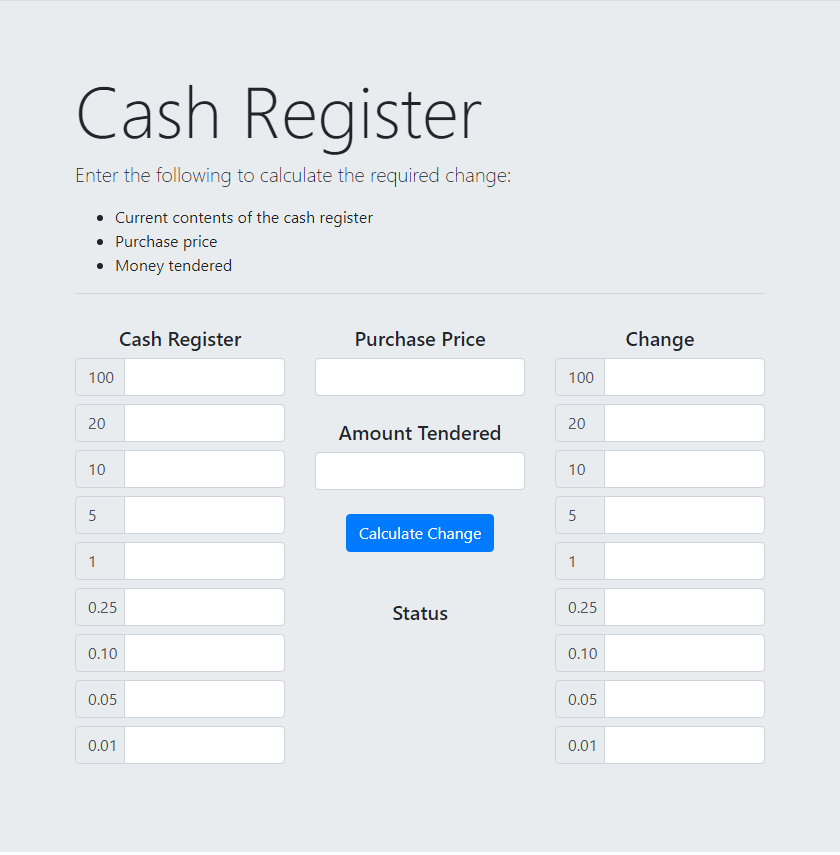 Cash Register
Enter the following to calculate the required change:
Current contents of the cash register
Purchase price
Money tendered
Cash Register
100
20
10
5
1
0.25
0.10
0.05
0.01
Purchase Price
Amount Tendered
Calculate Change
Status
Change
100
20
10
5
1
0.25
0.10
0.05
0.01